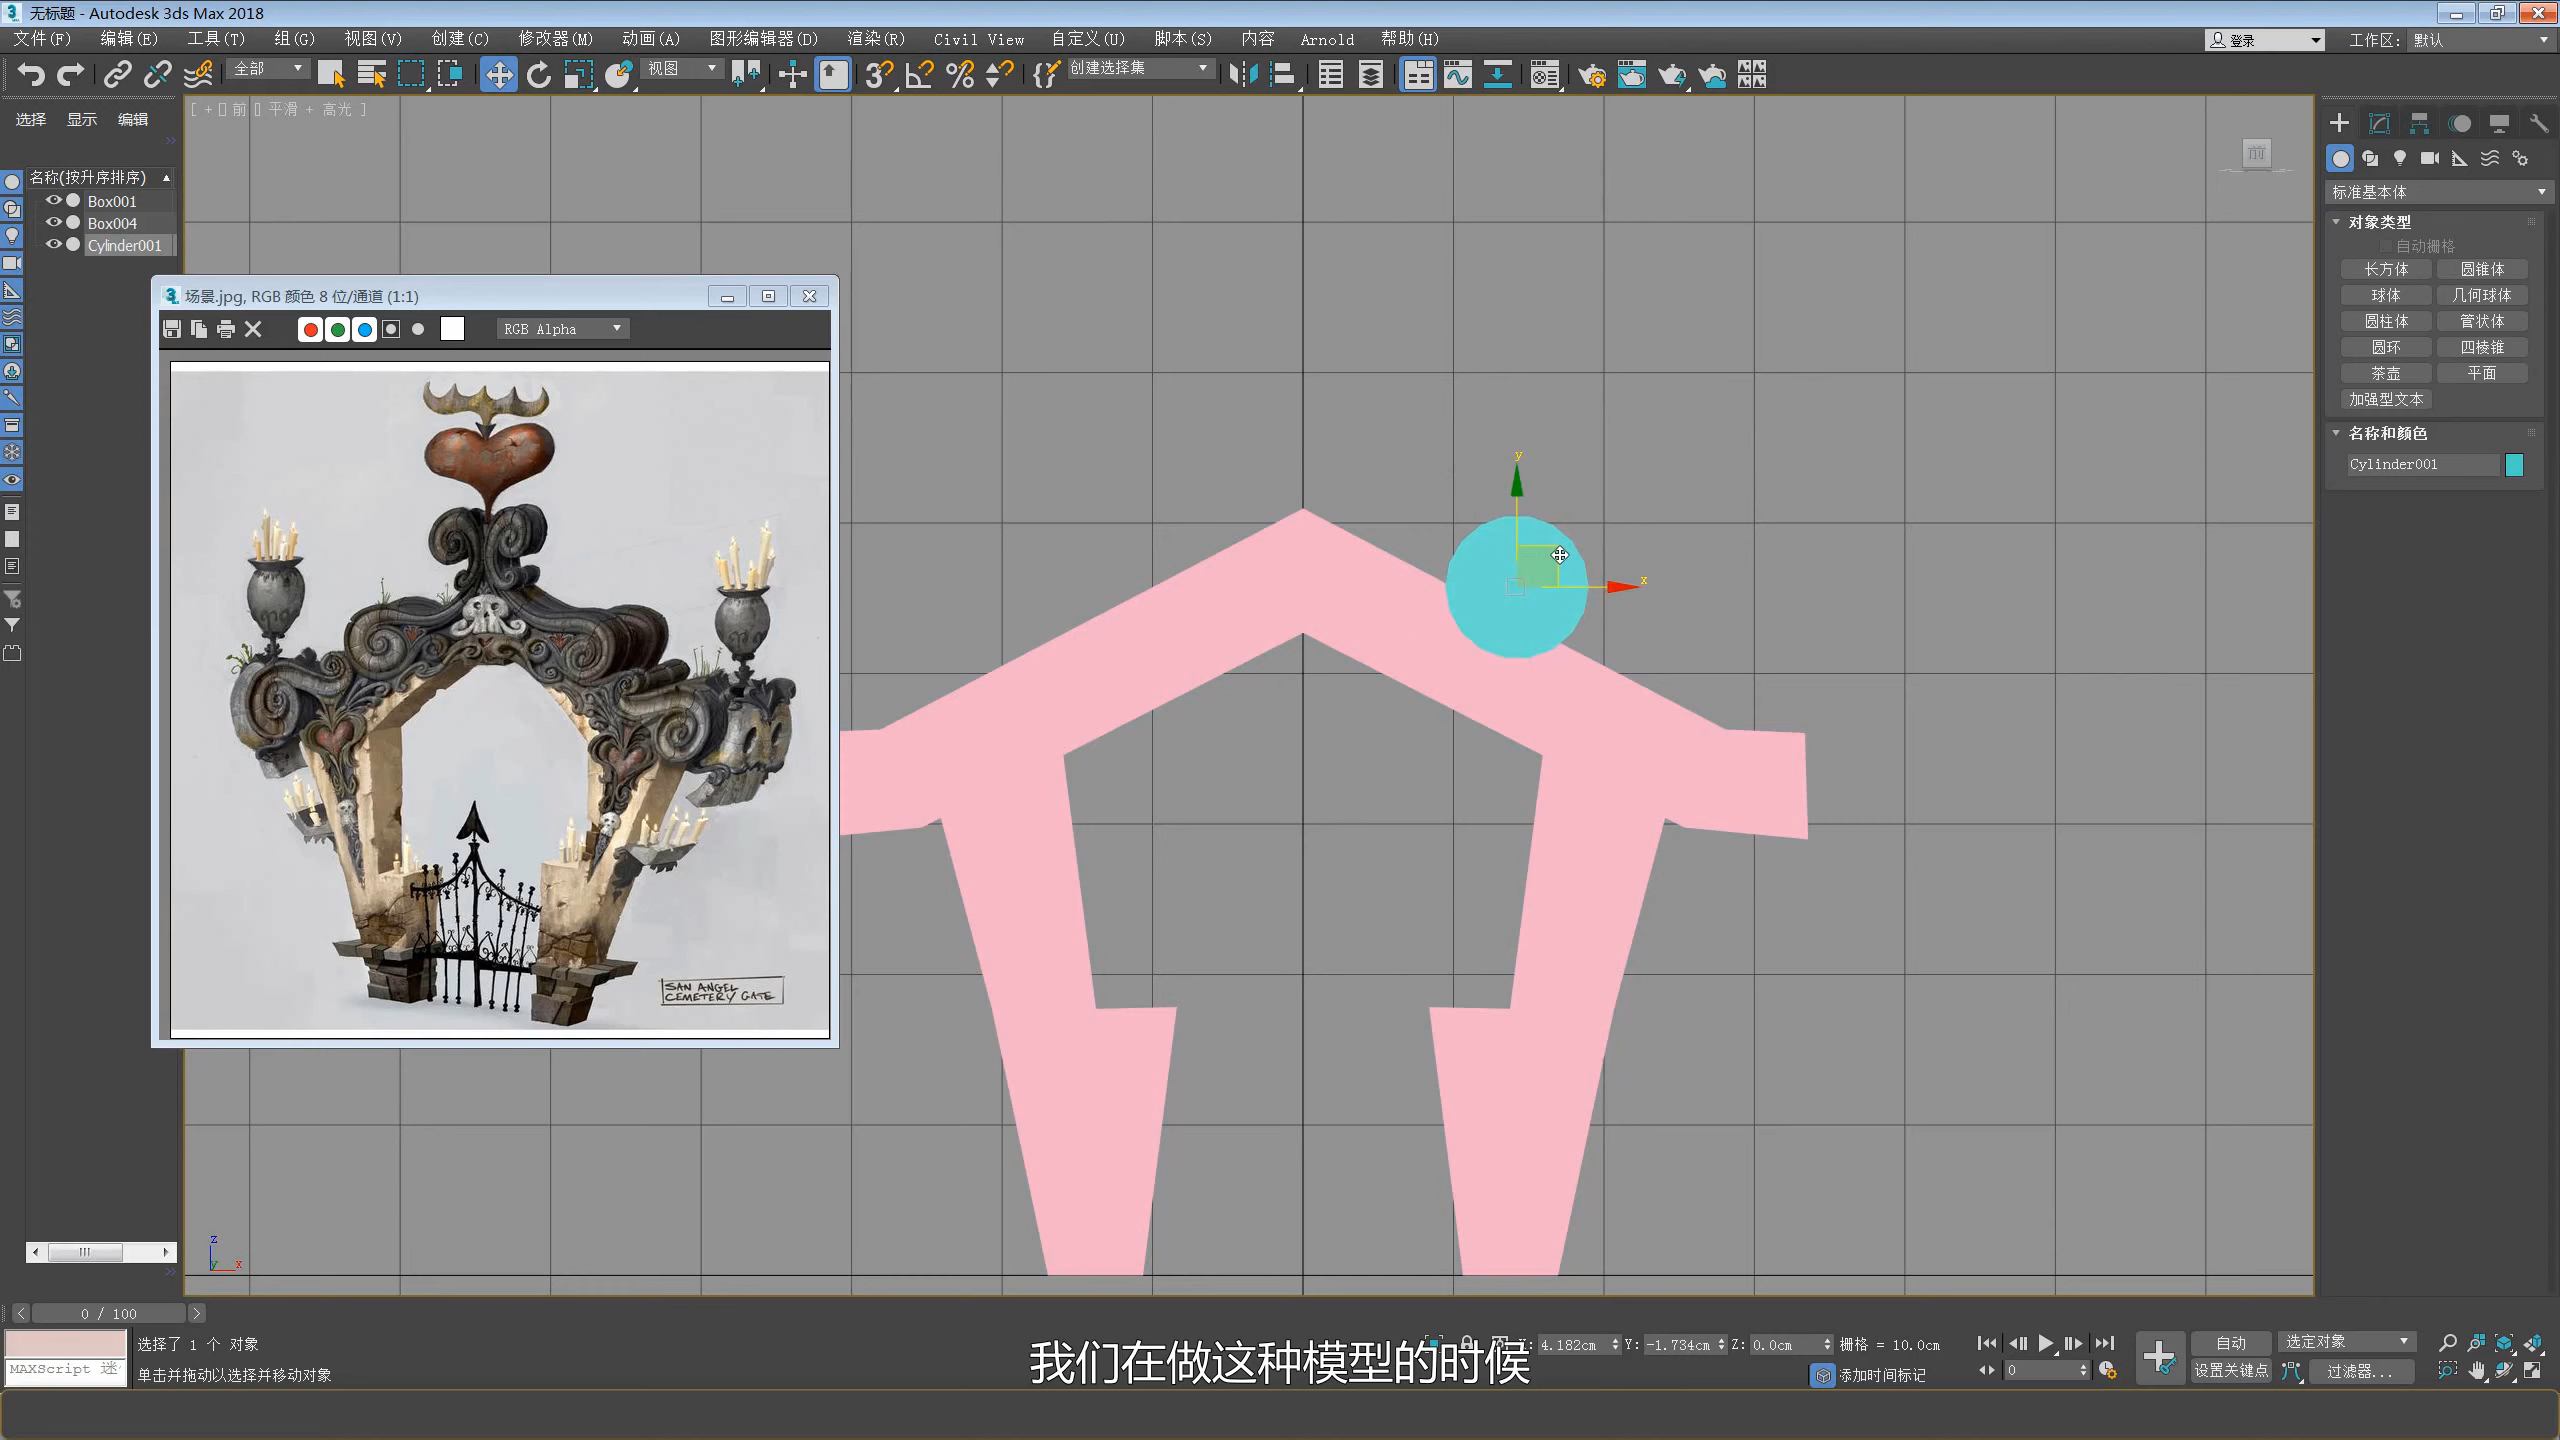 无标题 - Autodesk 3ds Max 2018
文件(F) 编辑(E) 工具(T) 组(G) 视图(V) 创建(C) 修改器(M) 动画(A) 图形编辑器(D) 渲染(R) Civil View 自定义(U) 脚本(S) 内容 Arnold 帮助(H)
登录 工作区: 默认
全部 视图 创建选择集
选择 显示 编辑
[ + [] 前 [] 平滑 + 高光 ]
名称(按升序排序)
Box001
Box004
Cylinder001
场景.jpg, RGB 颜色 8 位/通道 (1:1)
RGB Alpha
SAN ANGEL
CEMETERY GATE
y
x
前
标准基本体
对象类型
自动栅格
长方体 圆锥体
球体 几何球体
圆柱体 管状体
圆环 四棱锥
茶壶 平面
加强型文本
名称和颜色
Cylinder001
z
y x
0 / 100
选择了 1 个 对象
MAXScript 迷
单击并拖动以选择并移动对象
我们在做这种模型的时候
4.182cm Y: -1.734cm Z: 0.0cm 栅格 = 10.0cm
添加时间标记
0
自动 选定对象
设置关键点 过滤器...